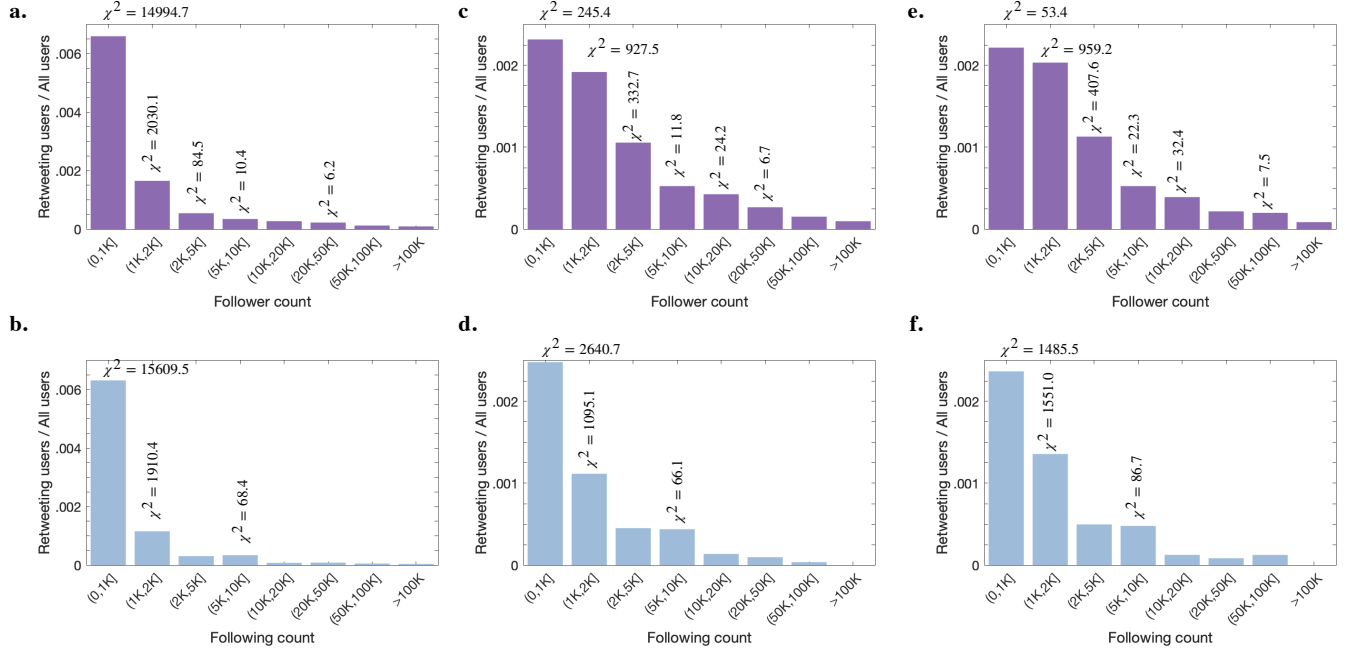 a.
χ2 = 14994.7
Retweeting users / All users
.006
.004
.002
0
χ2 = 2030.1
χ2 = 84.5
χ2 = 10.4
χ2 = 6.2
(0,1K]
(1K,2K]
(2K,5K]
(5K,10K]
(10K,20K]
(20K,50K]
(50K,100K]
>100K
Follower count
c
χ2 = 245.4
χ2 = 927.5
Retweeting users / All users
.002
.001
0
χ2 = 332.7
χ2 = 11.8
χ2 = 24.2
χ2 = 6.7
(0,1K]
(1K,2K]
(2K,5K]
(5K,10K]
(10K,20K]
(20K,50K]
(50K,100K]
>100K
Follower count
e.
χ2 = 53.4
χ2 = 959.2
Retweeting users / All users
.002
.001
0
χ2 = 407.6
χ2 = 22.3
χ2 = 32.4
χ2 = 7.5
(0,1K]
(1K,2K]
(2K,5K]
(5K,10K]
(10K,20K]
(20K,50K]
(50K,100K]
>100K
Follower count
b.
χ2 = 15609.5
Retweeting users / All users
.006
.004
.002
0
χ2 = 1910.4
χ2 = 68.4
(0,1K]
(1K,2K]
(2K,5K]
(5K,10K]
(10K,20K]
(20K,50K]
(50K,100K]
>100K
Following count
d.
χ2 = 2640.7
Retweeting users / All users
.002
.001
0
χ2 = 1095.1
χ2 = 66.1
(0,1K]
(1K,2K]
(2K,5K]
(5K,10K]
(10K,20K]
(20K,50K]
(50K,100K]
>100K
Following count
f.
χ2 = 1485.5
Retweeting users / All users
.002
.001
0
χ2 = 1551.0
χ2 = 86.7
(0,1K]
(1K,2K]
(2K,5K]
(5K,10K]
(10K,20K]
(20K,50K]
(50K,100K]
>100K
Following count